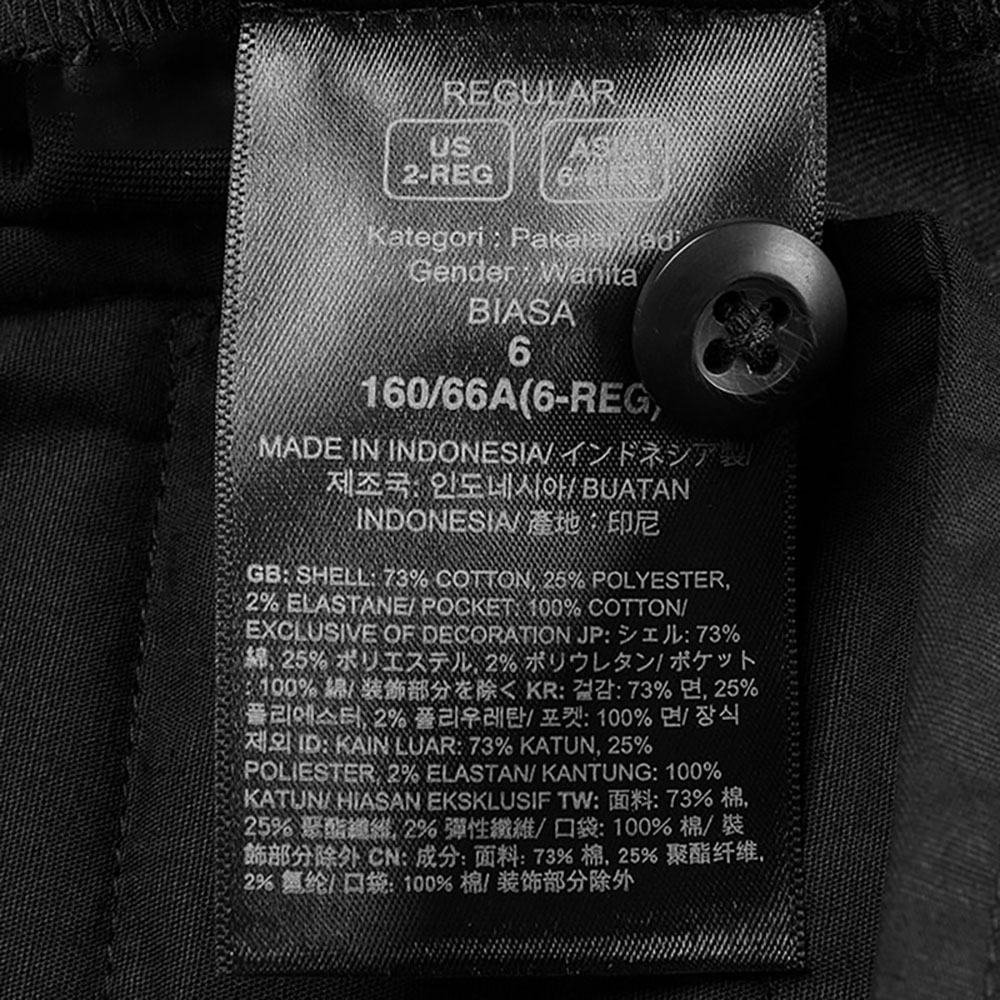 REGULAR
US
2-REG
Kategori : Pakaian Jadi
Gender : Wanita
BIASA
6
160/66A(6-REG)
MADE IN INDONESIA/ インドネシア製/
제조국: 인도네시아/ BUATAN
INDONESIA/ 產地 : 印尼
GB: SHELL: 73% COTTON, 25% POLYESTER,
2% ELASTANE/ POCKET: 100% COTTON/
EXCLUSIVE OF DECORATION JP: シェル: 73%
綿, 25% ポリエステル, 2% ポリウレタン/ ポケット
: 100% 綿/ 装飾部分を除く KR: 겉감: 73% 면, 25%
폴리에스터, 2% 폴리우레탄/ 포켓: 100% 면/ 장식
제외 ID: KAIN LUAR: 73% KATUN, 25%
POLIESTER, 2% ELASTAN/ KANTUNG: 100%
KATUN/ HIASAN EKSKLUSIF TW: 面料: 73% 棉,
25% 聚酯纖維, 2% 彈性纖維/ 口袋: 100% 棉/ 裝
飾部分除外 CN: 成分: 面料: 73% 棉, 25% 聚酯纤维,
2% 氨纶/ 口袋: 100% 棉/ 装饰部分除外